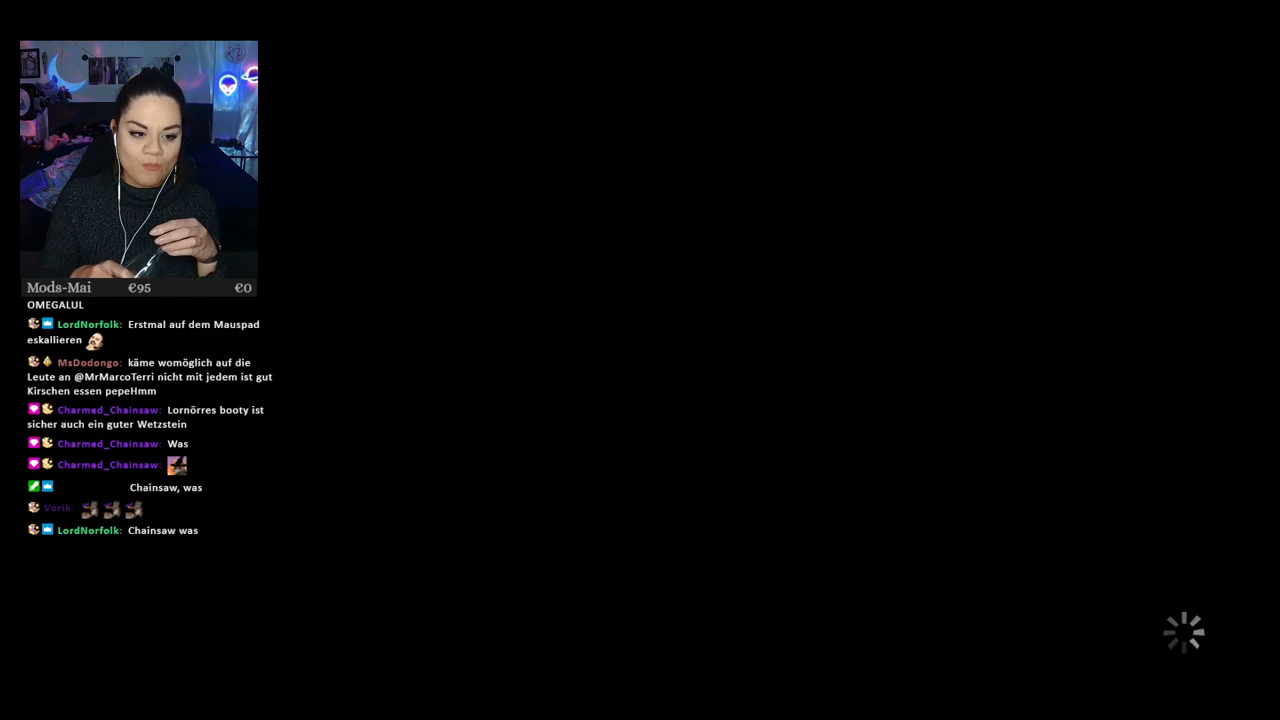 Mods-Mai €95 €0
OMEGALUL
LordNorfolk: Erstmal auf dem Mauspad
eskallieren
MsDodongo: käme womöglich auf die
Leute an @MrMarcoTerri nicht mit jedem ist gut
Kirschen essen pepeHmm
Charmed_Chainsaw: Lornörres booty ist
sicher auch ein guter Wetzstein
Charmed_Chainsaw: Was
Charmed_Chainsaw:
Chainsaw, was
Vorik:
LordNorfolk: Chainsaw was